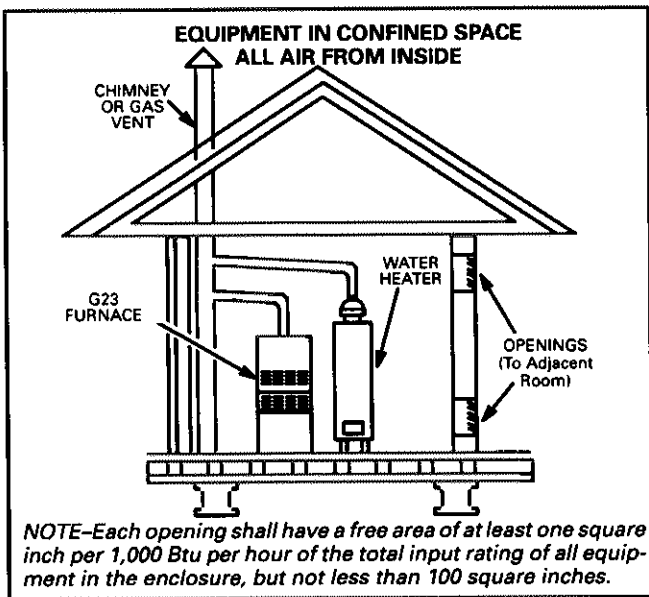 EQUIPMENT IN CONFINED SPACE
ALL AIR FROM INSIDE
CHIMNEY
OR GAS
VENT
G23
FURNACE
WATER
HEATER
OPENINGS
(To Adjacent
Room)
NOTE–Each opening shall have a free area of at least one square
inch per 1,000 Btu per hour of the total input rating of all equip-
ment in the enclosure, but not less than 100 square inches.